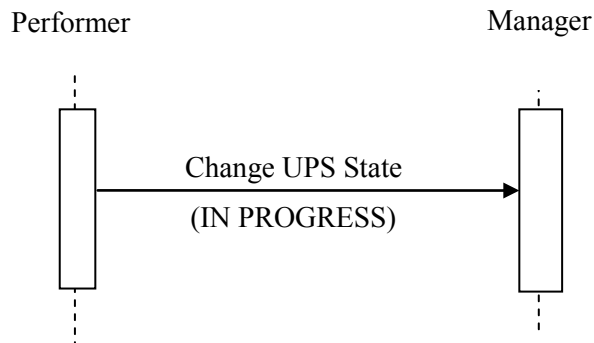 Performer
Manager
Change UPS State
(IN PROGRESS)